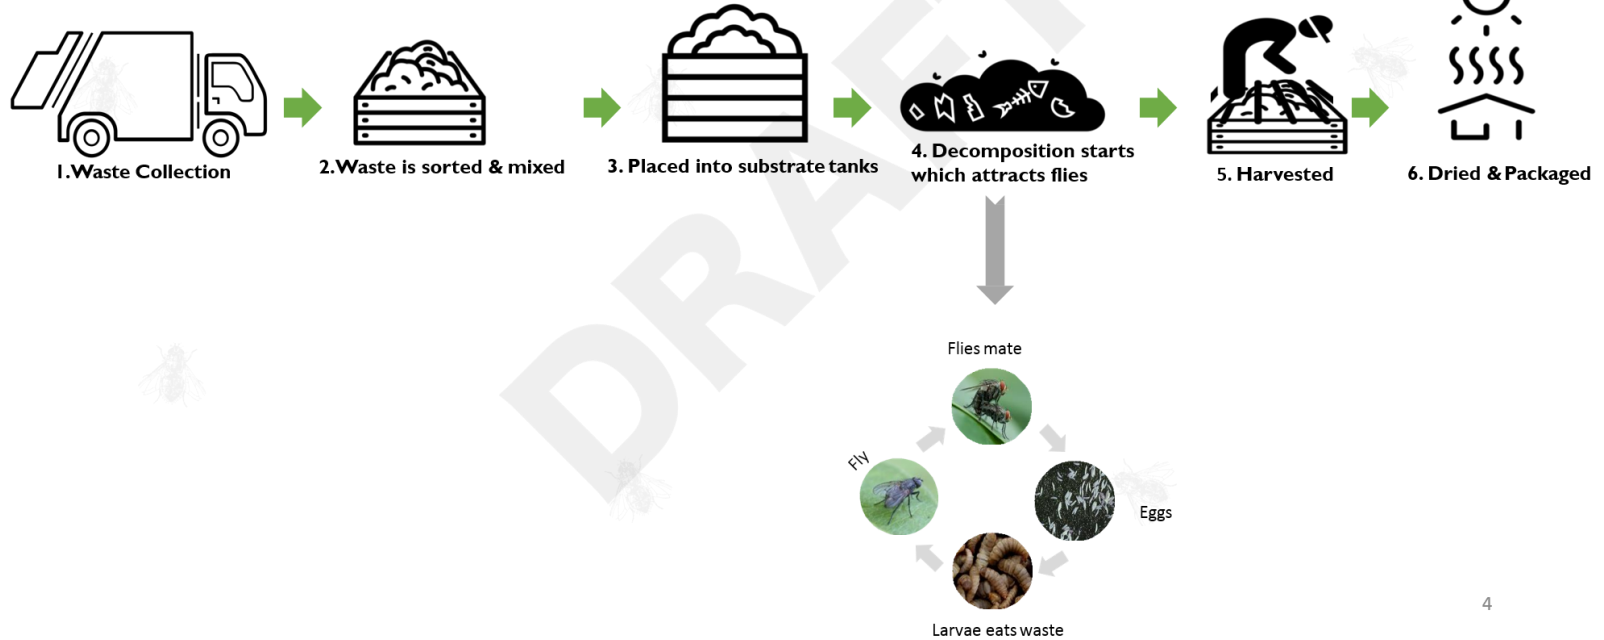 1.Waste Collection
2.Waste is sorted & mixed
3. Placed into substrate tanks
4. Decomposition starts
which attracts flies
5. Harvested
6. Dried & Packaged
DRAFT
Flies mate
Fly
Eggs
Larvae eats waste
4